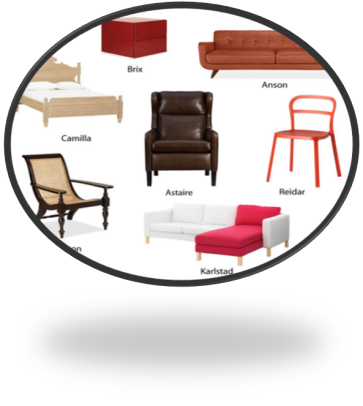 Brix
Anson
Camilla
Astaire
Reidar
Karlstad